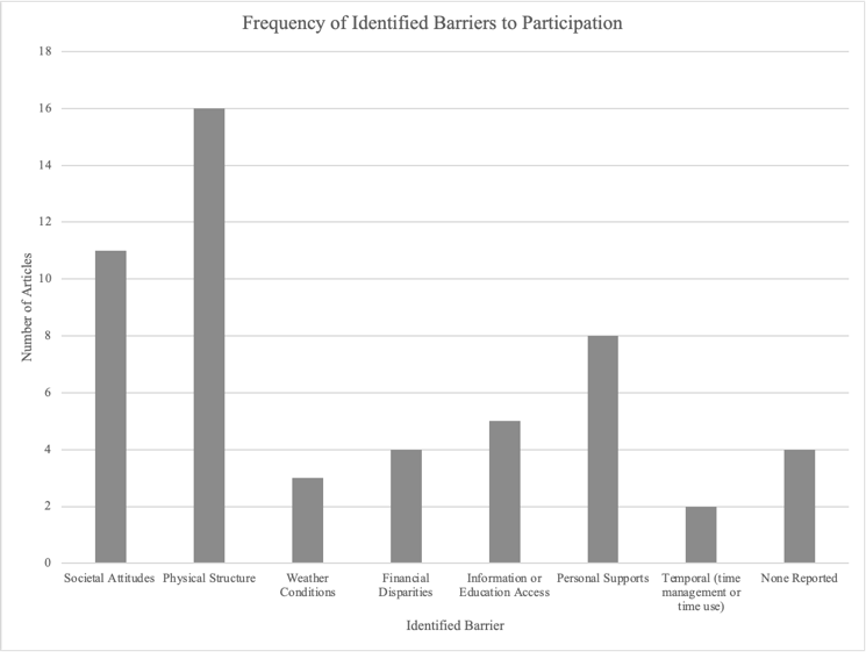 Frequency of Identified Barriers to Participation
18
16
14
12
10
8
6
4
2
0
Number of Articles
Societal Attitudes
Physical Structure
Weather
Conditions
Financial
Disparities
Information or
Education Access
Personal Supports
Temporal (time
management or
time use)
None Reported
Identified Barrier